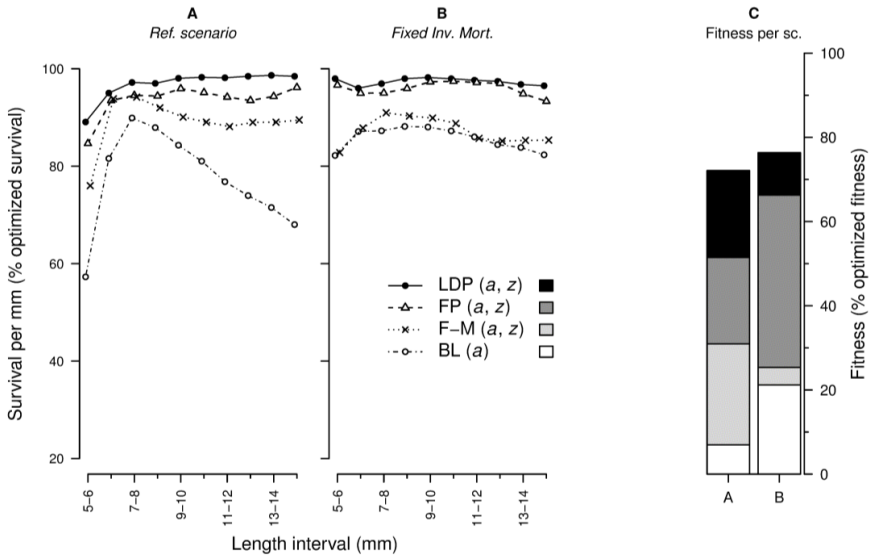 A
Ref. scenario
B
Fixed Inv. Mort.
C
Fitness per sc.
Survival per mm (% optimized survival)
100
80
60
40
20
LDP (a, z)
FP (a, z)
F−M (a, z)
BL (a)
5−6
7−8
9−10
11−12
13−14
5−6
7−8
9−10
11−12
13−14
Length interval (mm)
100
80
60
40
20
0
Fitness (% optimized fitness)
A
B